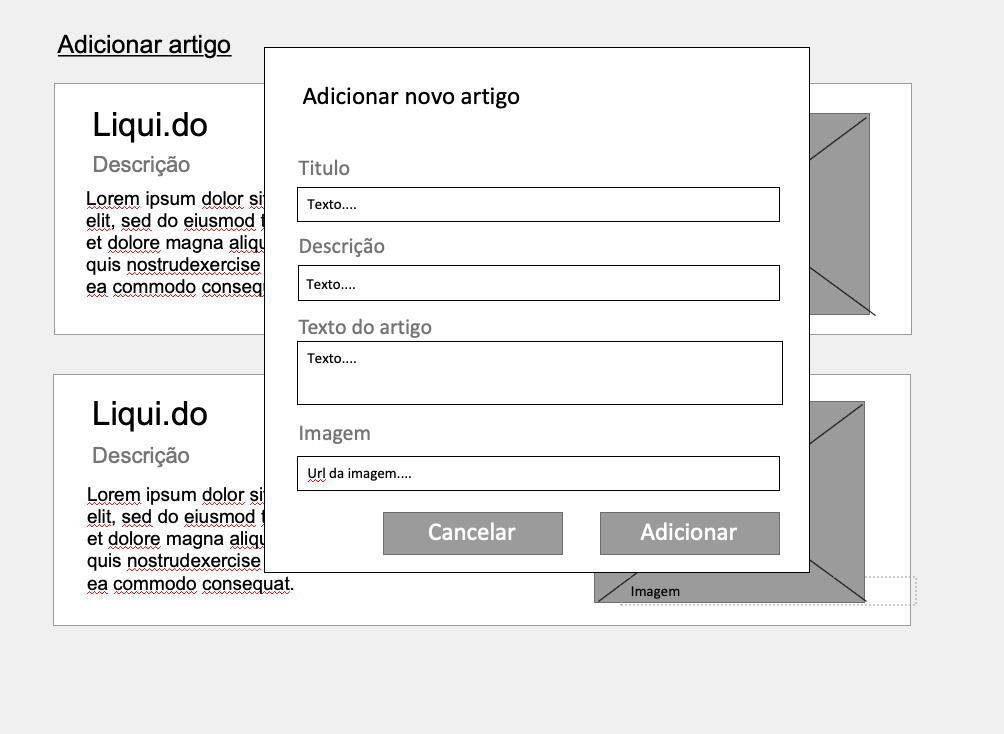 Adicionar artigo
Liqui.do
Descrição
Lorem ipsum dolor si
elit, sed do eiusmod
et dolore magna aliqu
quis nostrudexercise
ea commodo conseq
Adicionar novo artigo
Titulo
Texto....
Descrição
Texto....
Texto do artigo
Texto....
Imagem
Url da imagem....
Cancelar
Adicionar
Liqui.do
Descrição
Lorem ipsum dolor si
elit, sed do eiusmod
et dolore magna aliqu
quis nostrudexercise
ea commodo consequat.
Imagem